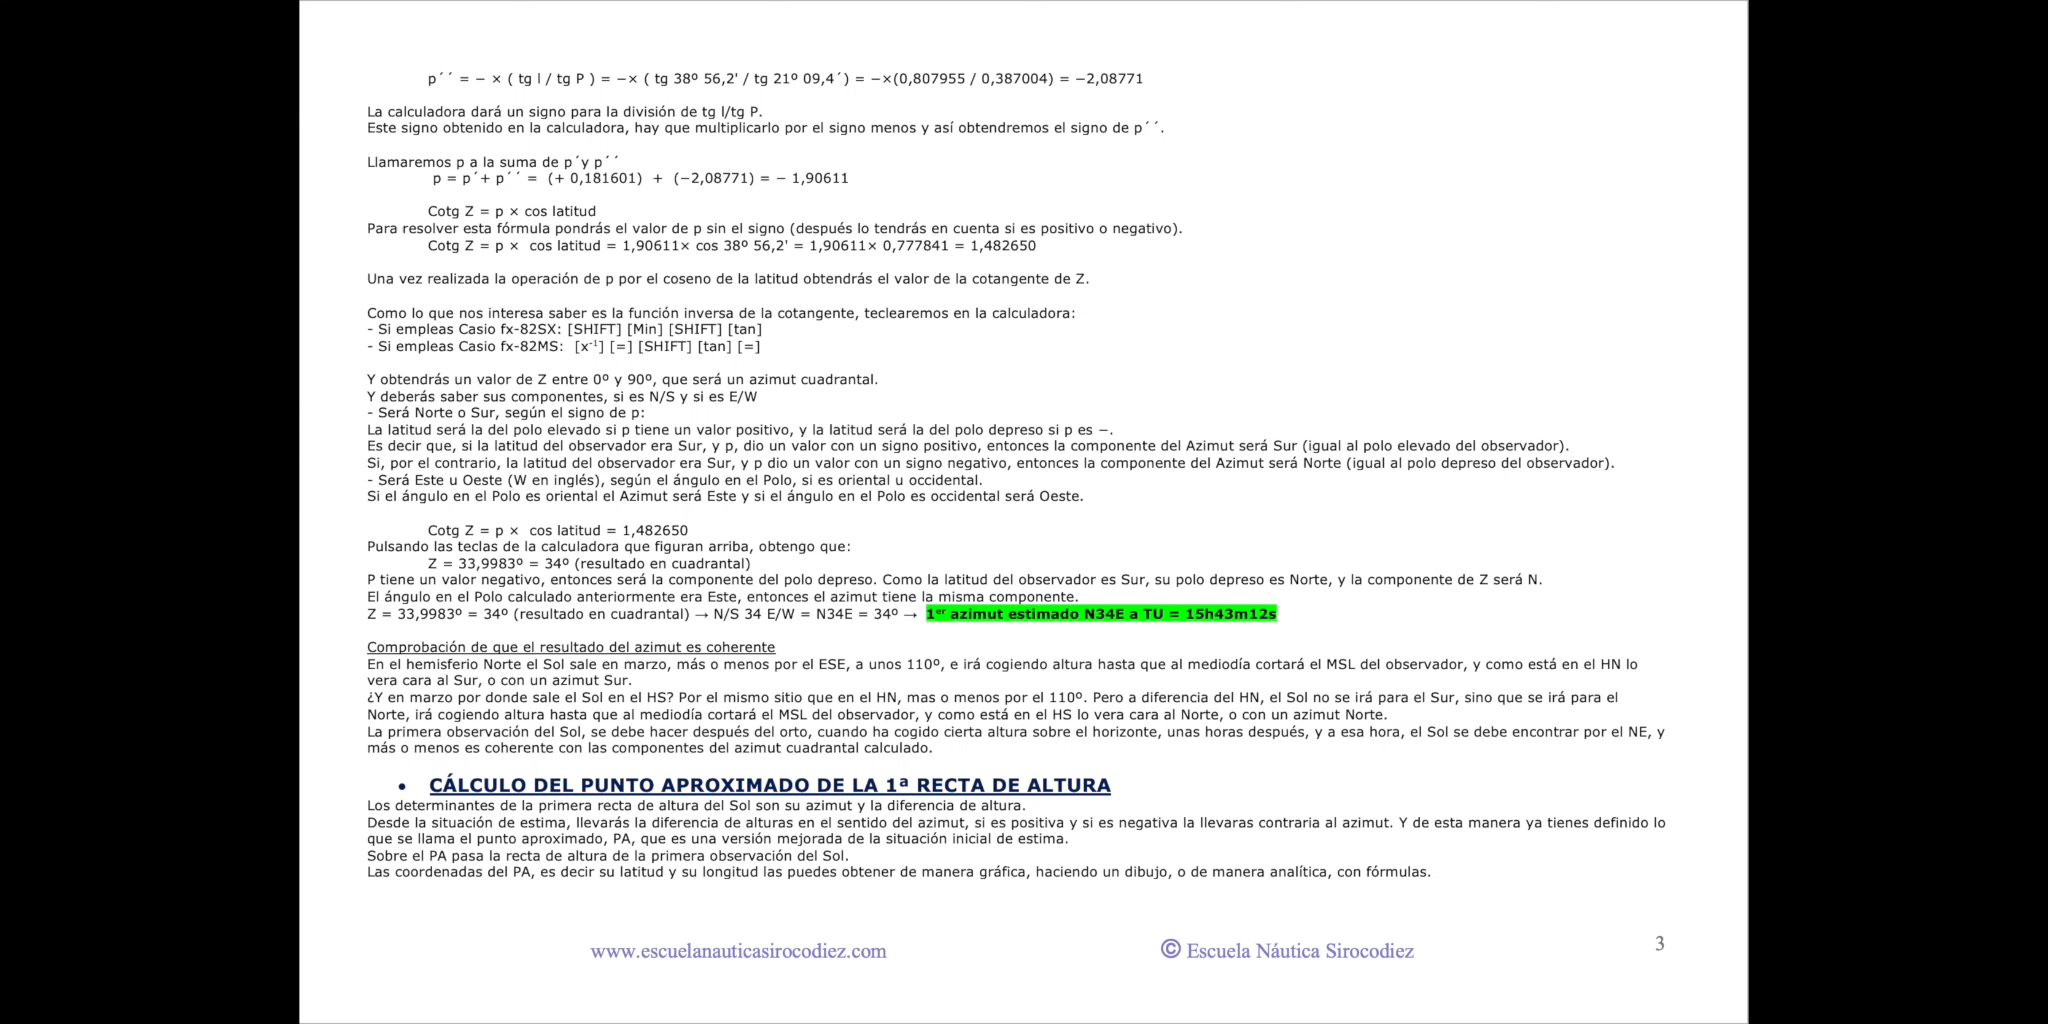 p´´ = − × ( tg l / tg P ) = −× ( tg 38º 56,2' / tg 21º 09,4´) = −×(0,807955 / 0,387004) = −2,08771
La calculadora dará un signo para la división de tg l/tg P.
Este signo obtenido en la calculadora, hay que multiplicarlo por el signo menos y así obtendremos el signo de p´´.
Llamaremos p a la suma de p´y p´´
p = p´+ p´´ = (+ 0,181601) + (−2,08771) = − 1,90611
Cotg Z = p × cos latitud
Para resolver esta fórmula pondrás el valor de p sin el signo (después lo tendrás en cuenta si es positivo o negativo).
Cotg Z = p × cos latitud = 1,90611× cos 38º 56,2' = 1,90611× 0,777841 = 1,482650
Una vez realizada la operación de p por el coseno de la latitud obtendrás el valor de la cotangente de Z.
Como lo que nos interesa saber es la función inversa de la cotangente, teclearemos en la calculadora:
- Si empleas Casio fx-82SX: [SHIFT] [Min] [SHIFT] [tan]
- Si empleas Casio fx-82MS: [x⁻¹] [=] [SHIFT] [tan] [=]
Y obtendrás un valor de Z entre 0º y 90º, que será un azimut cuadrantal.
Y deberás saber sus componentes, si es N/S y si es E/W
- Será Norte o Sur, según el signo de p:
La latitud será la del polo elevado si p tiene un valor positivo, y la latitud será la del polo depreso si p es −.
Es decir que, si la latitud del observador era Sur, y p, dio un valor con un signo positivo, entonces la componente del Azimut será Sur (igual al polo elevado del observador).
Si, por el contrario, la latitud del observador era Sur, y p dio un valor con un signo negativo, entonces la componente del Azimut será Norte (igual al polo depreso del observador).
- Será Este u Oeste (W en inglés), según el ángulo en el Polo, si es oriental u occidental.
Si el ángulo en el Polo es oriental el Azimut será Este y si el ángulo en el Polo es occidental será Oeste.
Cotg Z = p × cos latitud = 1,482650
Pulsando las teclas de la calculadora que figuran arriba, obtengo que:
Z = 33,9983º = 34º (resultado en cuadrantal)
P tiene un valor negativo, entonces será la componente del polo depreso. Como la latitud del observador es Sur, su polo depreso es Norte, y la componente de Z será N.
El ángulo en el Polo calculado anteriormente era Este, entonces el azimut tiene la misma componente.
Z = 33,9983º = 34º (resultado en cuadrantal) → N/S 34 E/W = N34E = 34º → 1ᵉʳ azimut estimado N34E a TU = 15h43m12s
Comprobación de que el resultado del azimut es coherente
En el hemisferio Norte el Sol sale en marzo, más o menos por el ESE, a unos 110º, e irá cogiendo altura hasta que al mediodía cortará el MSL del observador, y como está en el HN lo
vera cara al Sur, o con un azimut Sur.
¿Y en marzo por donde sale el Sol en el HS? Por el mismo sitio que en el HN, mas o menos por el 110º. Pero a diferencia del HN, el Sol no se irá para el Sur, sino que se irá para el
Norte, irá cogiendo altura hasta que al mediodía cortará el MSL del observador, y como está en el HS lo vera cara al Norte, o con un azimut Norte.
La primera observación del Sol, se debe hacer después del orto, cuando ha cogido cierta altura sobre el horizonte, unas horas después, y a esa hora, el Sol se debe encontrar por el NE, y
más o menos es coherente con las componentes del azimut cuadrantal calculado.
• CÁLCULO DEL PUNTO APROXIMADO DE LA 1ª RECTA DE ALTURA
Los determinantes de la primera recta de altura del Sol son su azimut y la diferencia de altura.
Desde la situación de estima, llevarás la diferencia de alturas en el sentido del azimut, si es positiva y si es negativa la llevaras contraria al azimut. Y de esta manera ya tienes definido lo
que se llama el punto aproximado, PA, que es una versión mejorada de la situación inicial de estima.
Sobre el PA pasa la recta de altura de la primera observación del Sol.
Las coordenadas del PA, es decir su latitud y su longitud las puedes obtener de manera gráfica, haciendo un dibujo, o de manera analítica, con fórmulas.
www.escuelanauticasirocodiez.com © Escuela Náutica Sirocodiez 3